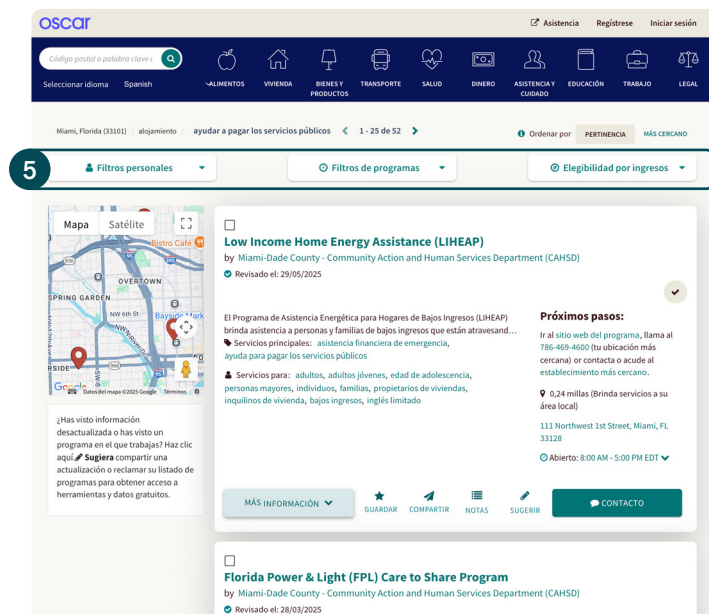 oscar
Asistencia Regístrese Iniciar sesión
Código postal o palabra clave (
Seleccionar idioma Spanish
ALIMENTOS
VIVIENDA
BIENES Y
PRODUCTOS
TRANSPORTE
SALUD
DINERO
ASISTENCIA Y
CUIDADO
EDUCACIÓN
TRABAJO
LEGAL
Miami, Florida (33101) / alojamiento / ayudar a pagar los servicios públicos 1 - 25 de 52
Ordenar por PERTINENCIA MÁS CERCANO
5
Filtros personales
Filtros de programas
Elegibilidad por ingresos
Mapa Satélite
Bistro Café
836
95
OVERTOWN
SPRING GARDEN
NW 6th St
Bayside Mark
NW N River Dr
RSIDE
968
95
Google
Datos del mapa ©2025 Google Términos
¿Has visto información
desactualizada o has visto un
programa en el que trabajas? Haz clic
aquí. Sugiera compartir una
actualización o reclamar su listado de
programas para obtener acceso a
herramientas y datos gratuitos.
Low Income Home Energy Assistance (LIHEAP)
by Miami-Dade County - Community Action and Human Services Department (CAHSD)
Revisado el: 29/05/2025
El Programa de Asistencia Energética para Hogares de Bajos Ingresos (LIHEAP)
brinda asistencia a personas y familias de bajos ingresos que están atravesand...
Servicios principales: asistencia financiera de emergencia,
ayuda para pagar los servicios públicos
Servicios para: adultos, adultos jóvenes, edad de adolescencia,
personas mayores, individuos, familias, propietarios de viviendas,
inquilinos de vivienda, bajos ingresos, inglés limitado
Próximos pasos:
Ir al sitio web del programa, llama al
786-469-4600 (tu ubicación más
cercana) or contacta o acude al
establecimiento más cercano.
0,24 millas (Brinda servicios a su
área local)
111 Northwest 1st Street, Miami, FL
33128
Abierto: 8:00 AM - 5:00 PM EDT
MÁS INFORMACIÓN
GUARDAR
COMPARTIR
NOTAS
SUGERIR
CONTACTO
Florida Power & Light (FPL) Care to Share Program
by Miami-Dade County - Community Action and Human Services Department (CAHSD)
Revisado el: 28/03/2025